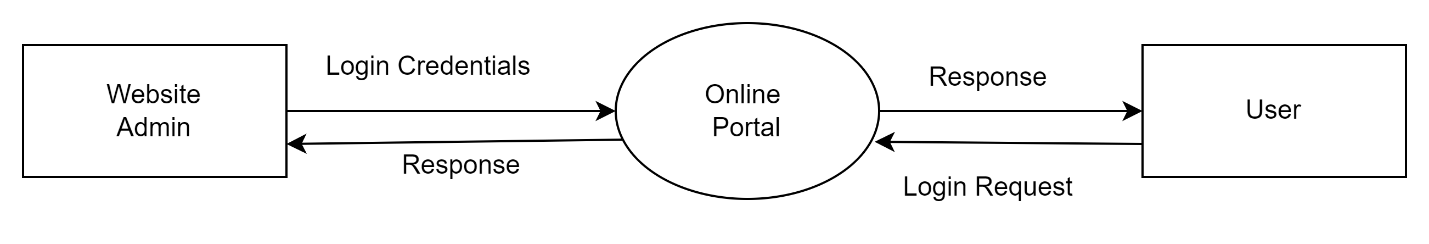 Website
Admin
Login Credentials
Response
Online
Portal
Response
Login Request
User